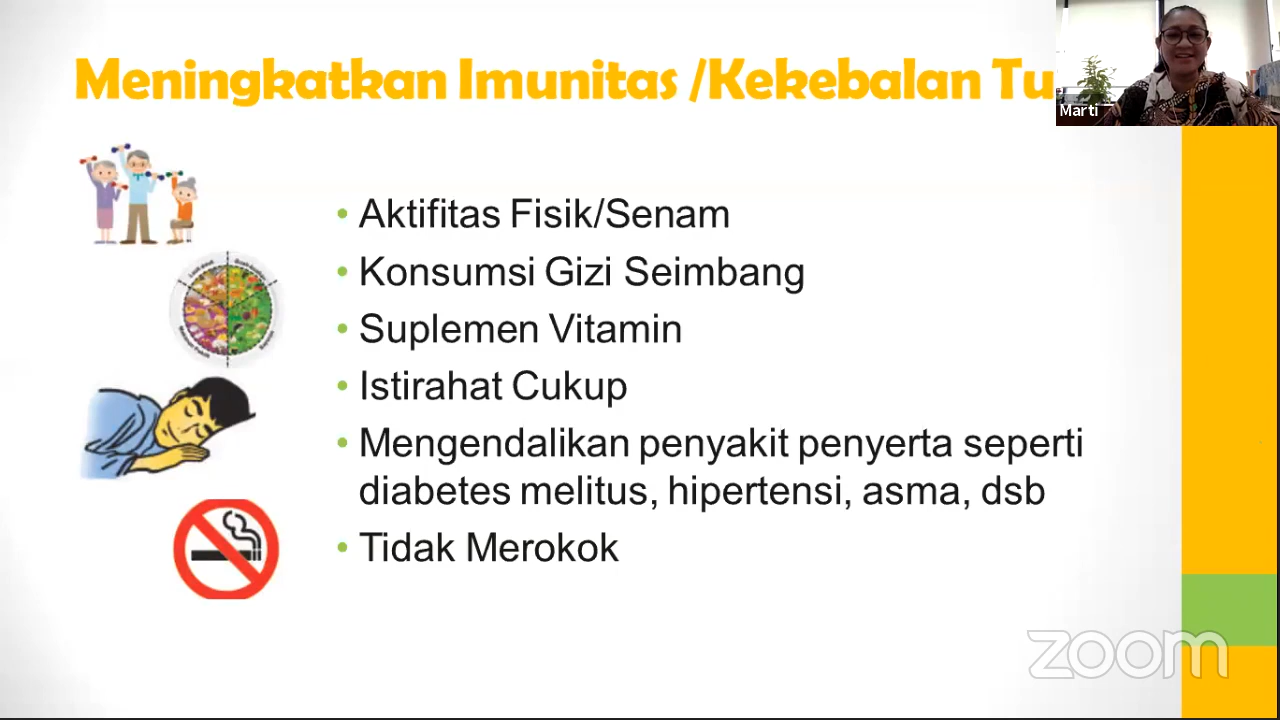 Meningkatkan Imunitas /Kekebalan Tu
Marti
• Aktifitas Fisik/Senam
• Konsumsi Gizi Seimbang
• Suplemen Vitamin
• Istirahat Cukup
• Mengendalikan penyakit penyerta seperti
diabetes melitus, hipertensi, asma, dsb
• Tidak Merokok
zoom